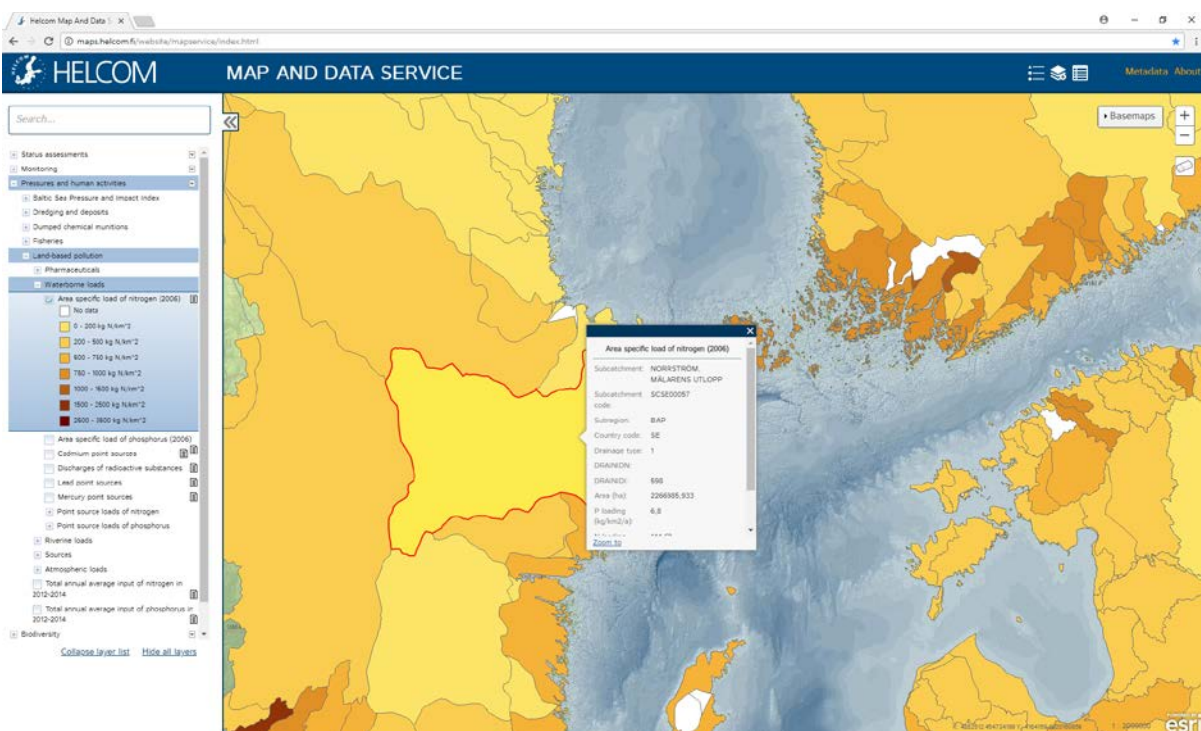 Helcom Map And Data S
maps.helcom.fi/website/mapservice/index.html
HELCOM
MAP AND DATA SERVICE
Metadata About
Search...
Basemaps
+
−
Status assessments
Monitoring
Pressures and human activities
Baltic Sea Pressure and Impact Index
Dredging and deposits
Dumped chemical munitions
Fisheries
Land-based pollution
Pharmaceuticals
Waterborne loads
Area specific load of nitrogen (2006)
No data
0 - 200 kg N/km^2
200 - 500 kg N/km^2
500 - 750 kg N/km^2
750 - 1000 kg N/km^2
1000 - 1500 kg N/km^2
1500 - 2500 kg N/km^2
2500 - 3500 kg N/km^2
Area specific load of phosphorus (2006)
Cadmium point sources
Discharges of radioactive substances
Lead point sources
Mercury point sources
Point source loads of nitrogen
Point source loads of phosphorus
Riverine loads
Sources
Atmospheric loads
Total annual average input of nitrogen in
2012-2014
Total annual average input of phosphorus in
2012-2014
Biodiversity
Collapse layer list Hide all layers
Area specific load of nitrogen (2006)
Subcatchment: NORRSTRÖM,
MÄLARENS UTLOPP
Subcatchment SCSE00057
code:
Subregion: BAP
Country code: SE
Drainage type: 1
DRAINIDN:
DRAINIDI: 698
Area (ha): 2266985,933
P loading 6,8
(kg/km2/a):
Zoom to
esri